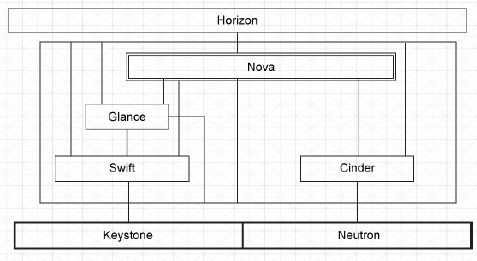 Horizon
Nova
Glance
Swift
Cinder
Keystone
Neutron